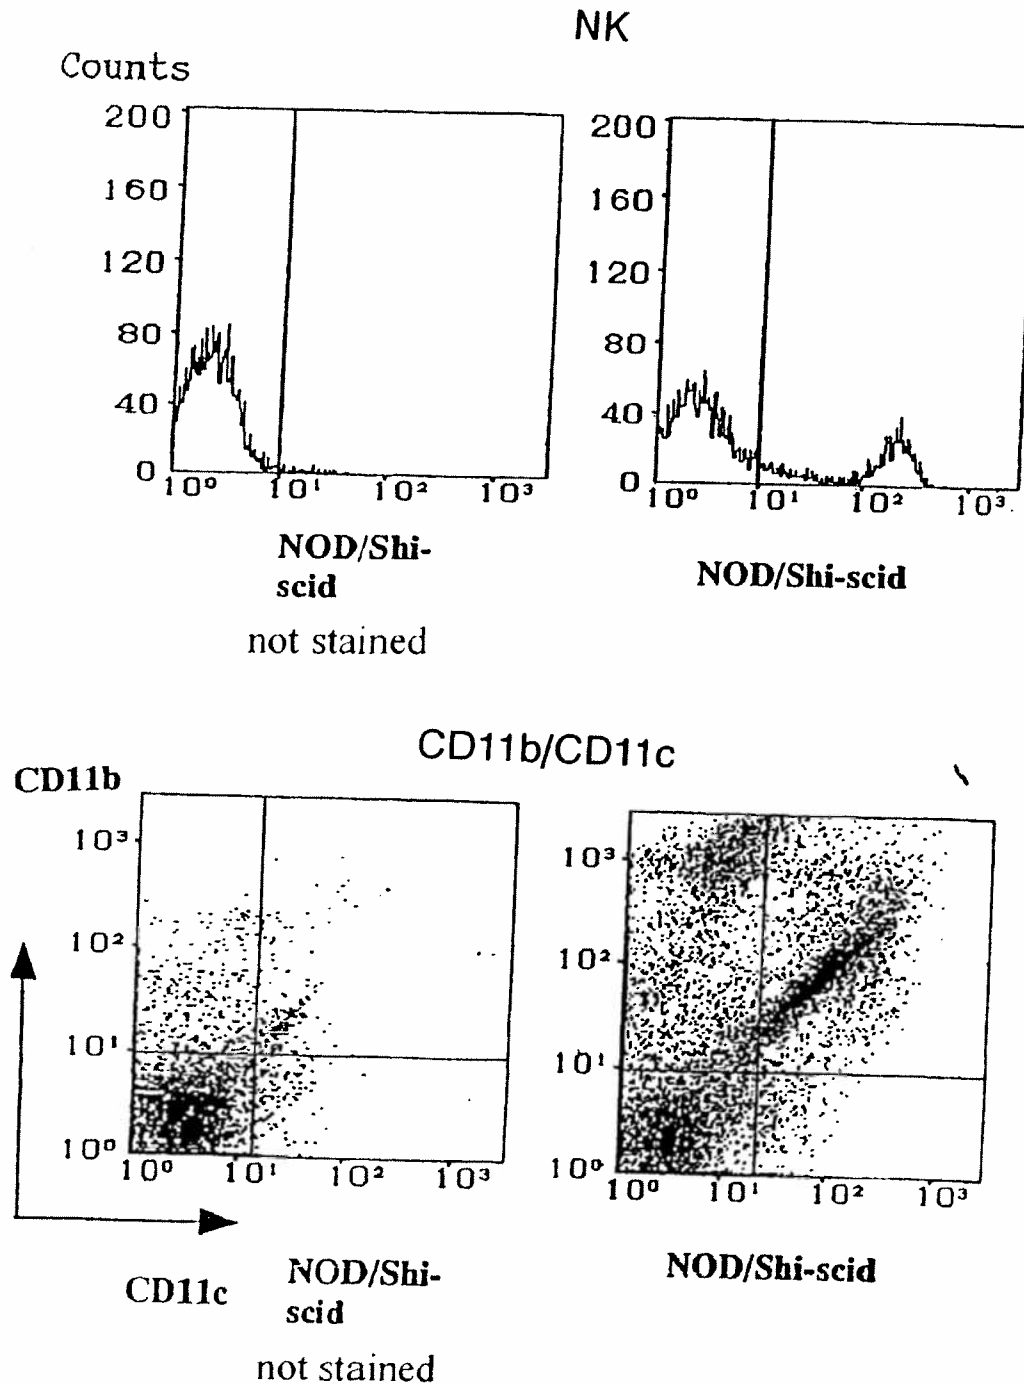 NK
Counts
200
160
120
80
40
0
10⁰ 10¹ 10² 10³
NOD/Shi-
scid
not stained
200
160
120
80
40
0
10⁰ 10¹ 10² 10³
NOD/Shi-scid
CD11b/CD11c
CD11b
10³
10²
10¹
10⁰
10⁰ 10¹ 10² 10³
CD11c
NOD/Shi-
scid
not stained
10³
10²
10¹
10⁰
10⁰ 10¹ 10² 10³
NOD/Shi-scid